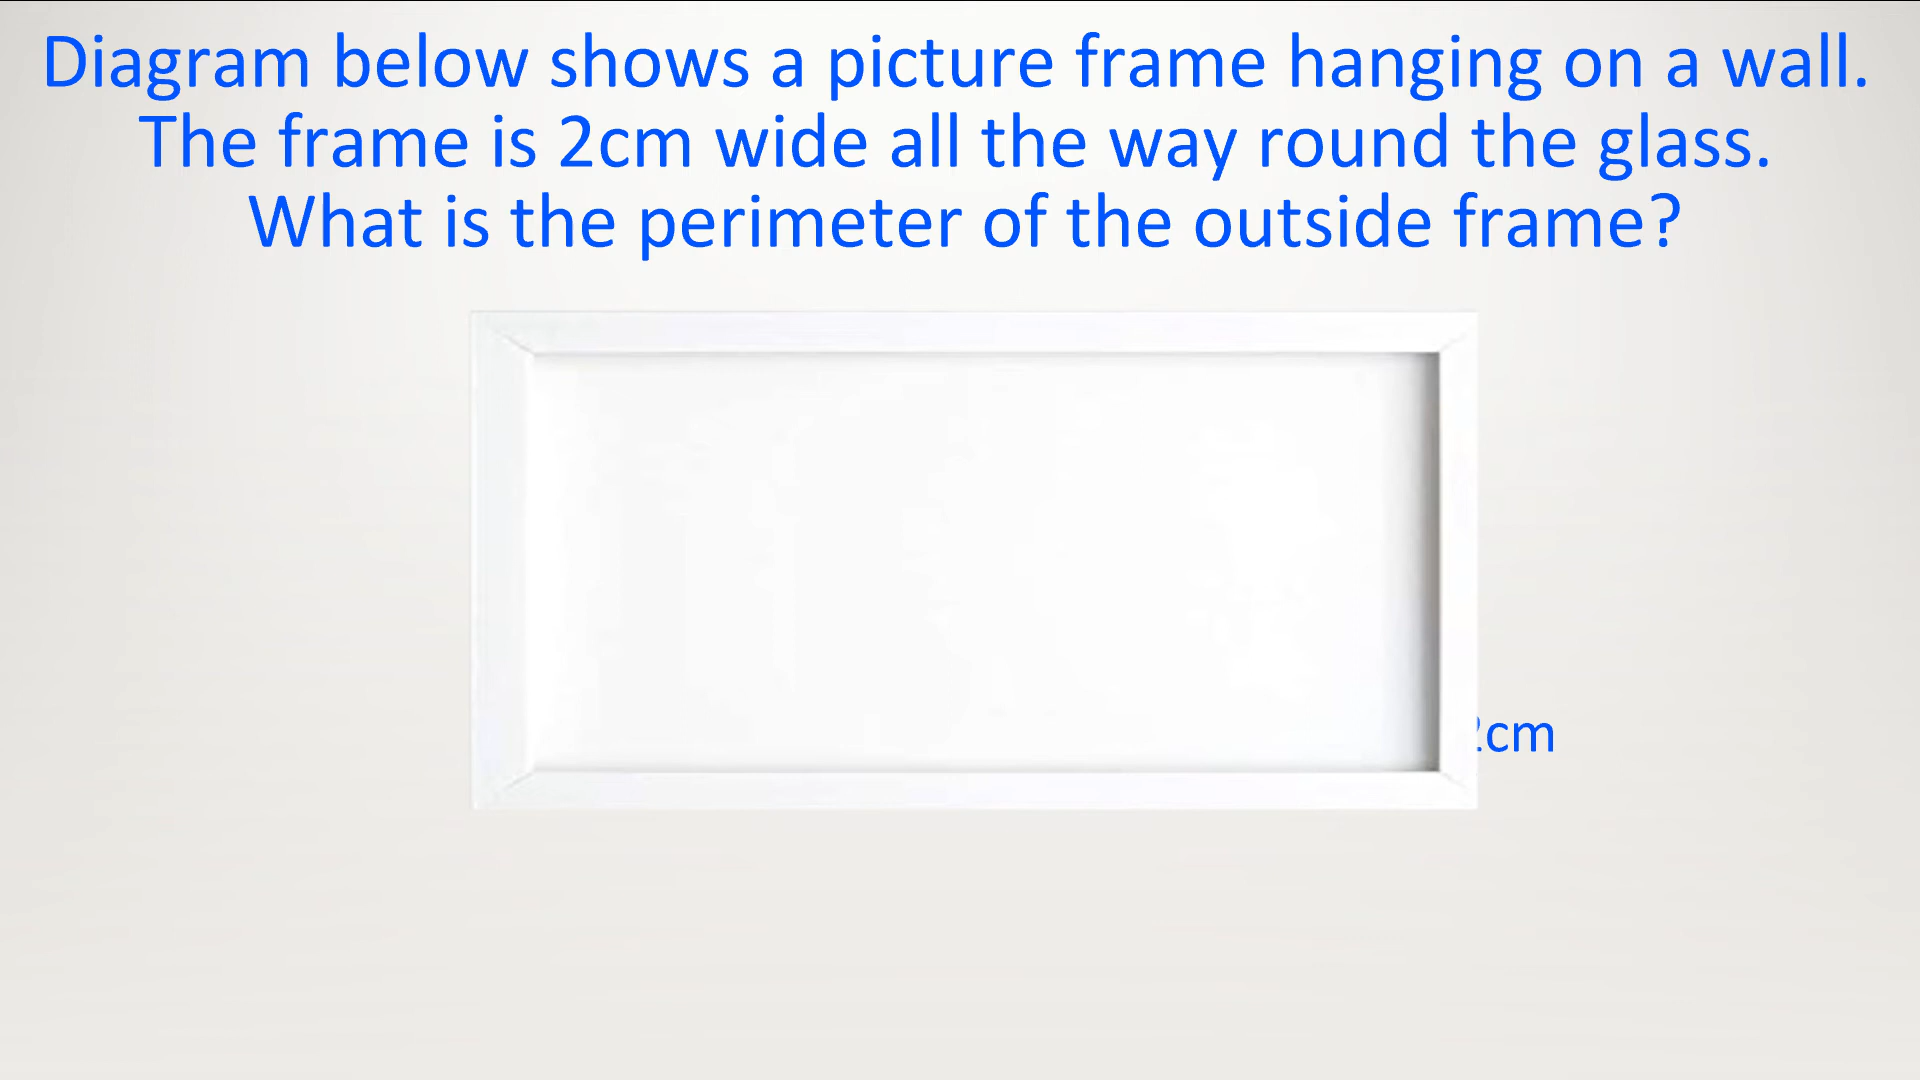 Diagram below shows a picture frame hanging on a wall.
The frame is 2cm wide all the way round the glass.
What is the perimeter of the outside frame?
2cm